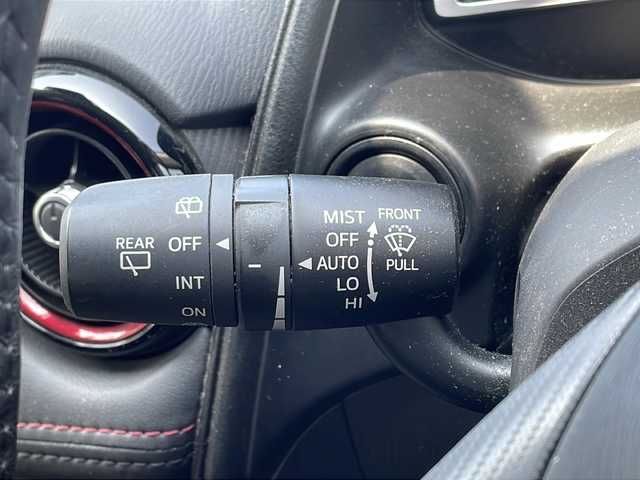 REAR
OFF
INT
ON
MIST
OFF
AUTO
LO
HI
FRONT
PULL